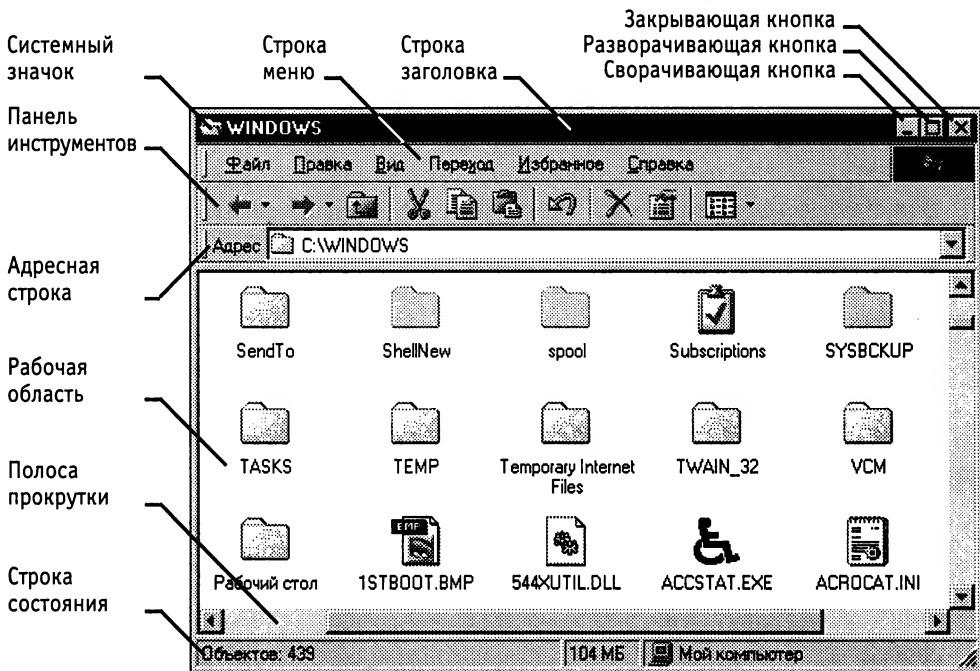 Закрывающая кнопка
Разворачивающая кнопка
Сворачивающая кнопка
Системный
значок
Строка
меню
Строка
заголовка
Панель
инструментов
WINDOWS
Файл Правка Вид Переход Избранное Справка
Адрес C:\WINDOWS
Адресная
строка
SendTo ShellNew spool Subscriptions SYSBCKUP
Рабочая
область
TASKS TEMP Temporary Internet
Files TWAIN_32 VCM
Полоса
прокрутки
BMP
Рабочий стол 1STBOOT.BMP 544XUTIL.DLL ACCSTAT.EXE ACROCAT.INI
Строка
состояния
Объектов: 439 104 МБ Мой компьютер